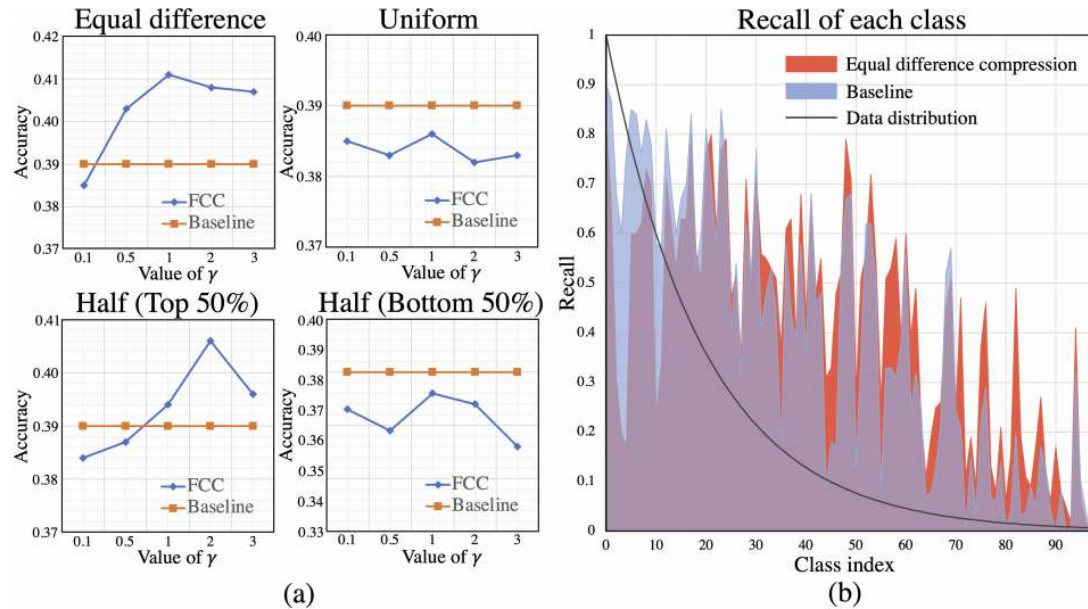 Equal difference
0.42
0.41
0.40
0.39
0.38
0.37
Accuracy
FCC
Baseline
0.1 0.5 1 2 3
Value of γ
Uniform
0.40
0.39
0.38
0.37
Accuracy
FCC
Baseline
0.1 0.5 1 2 3
Value of γ
Half (Top 50%)
0.41
0.40
0.39
0.38
0.37
Accuracy
FCC
Baseline
0.1 0.5 1 2 3
Value of γ
Half (Bottom 50%)
0.40
0.39
0.38
0.37
0.36
0.35
0.34
0.33
Accuracy
FCC
Baseline
0.1 0.5 1 2 3
Value of γ
(a)
Recall of each class
Equal difference compression
Baseline
Data distribution
1
0.9
0.8
0.7
0.6
0.5
0.4
0.3
0.2
0.1
0
Recall
0 10 20 30 40 50 60 70 80 90
Class index
(b)